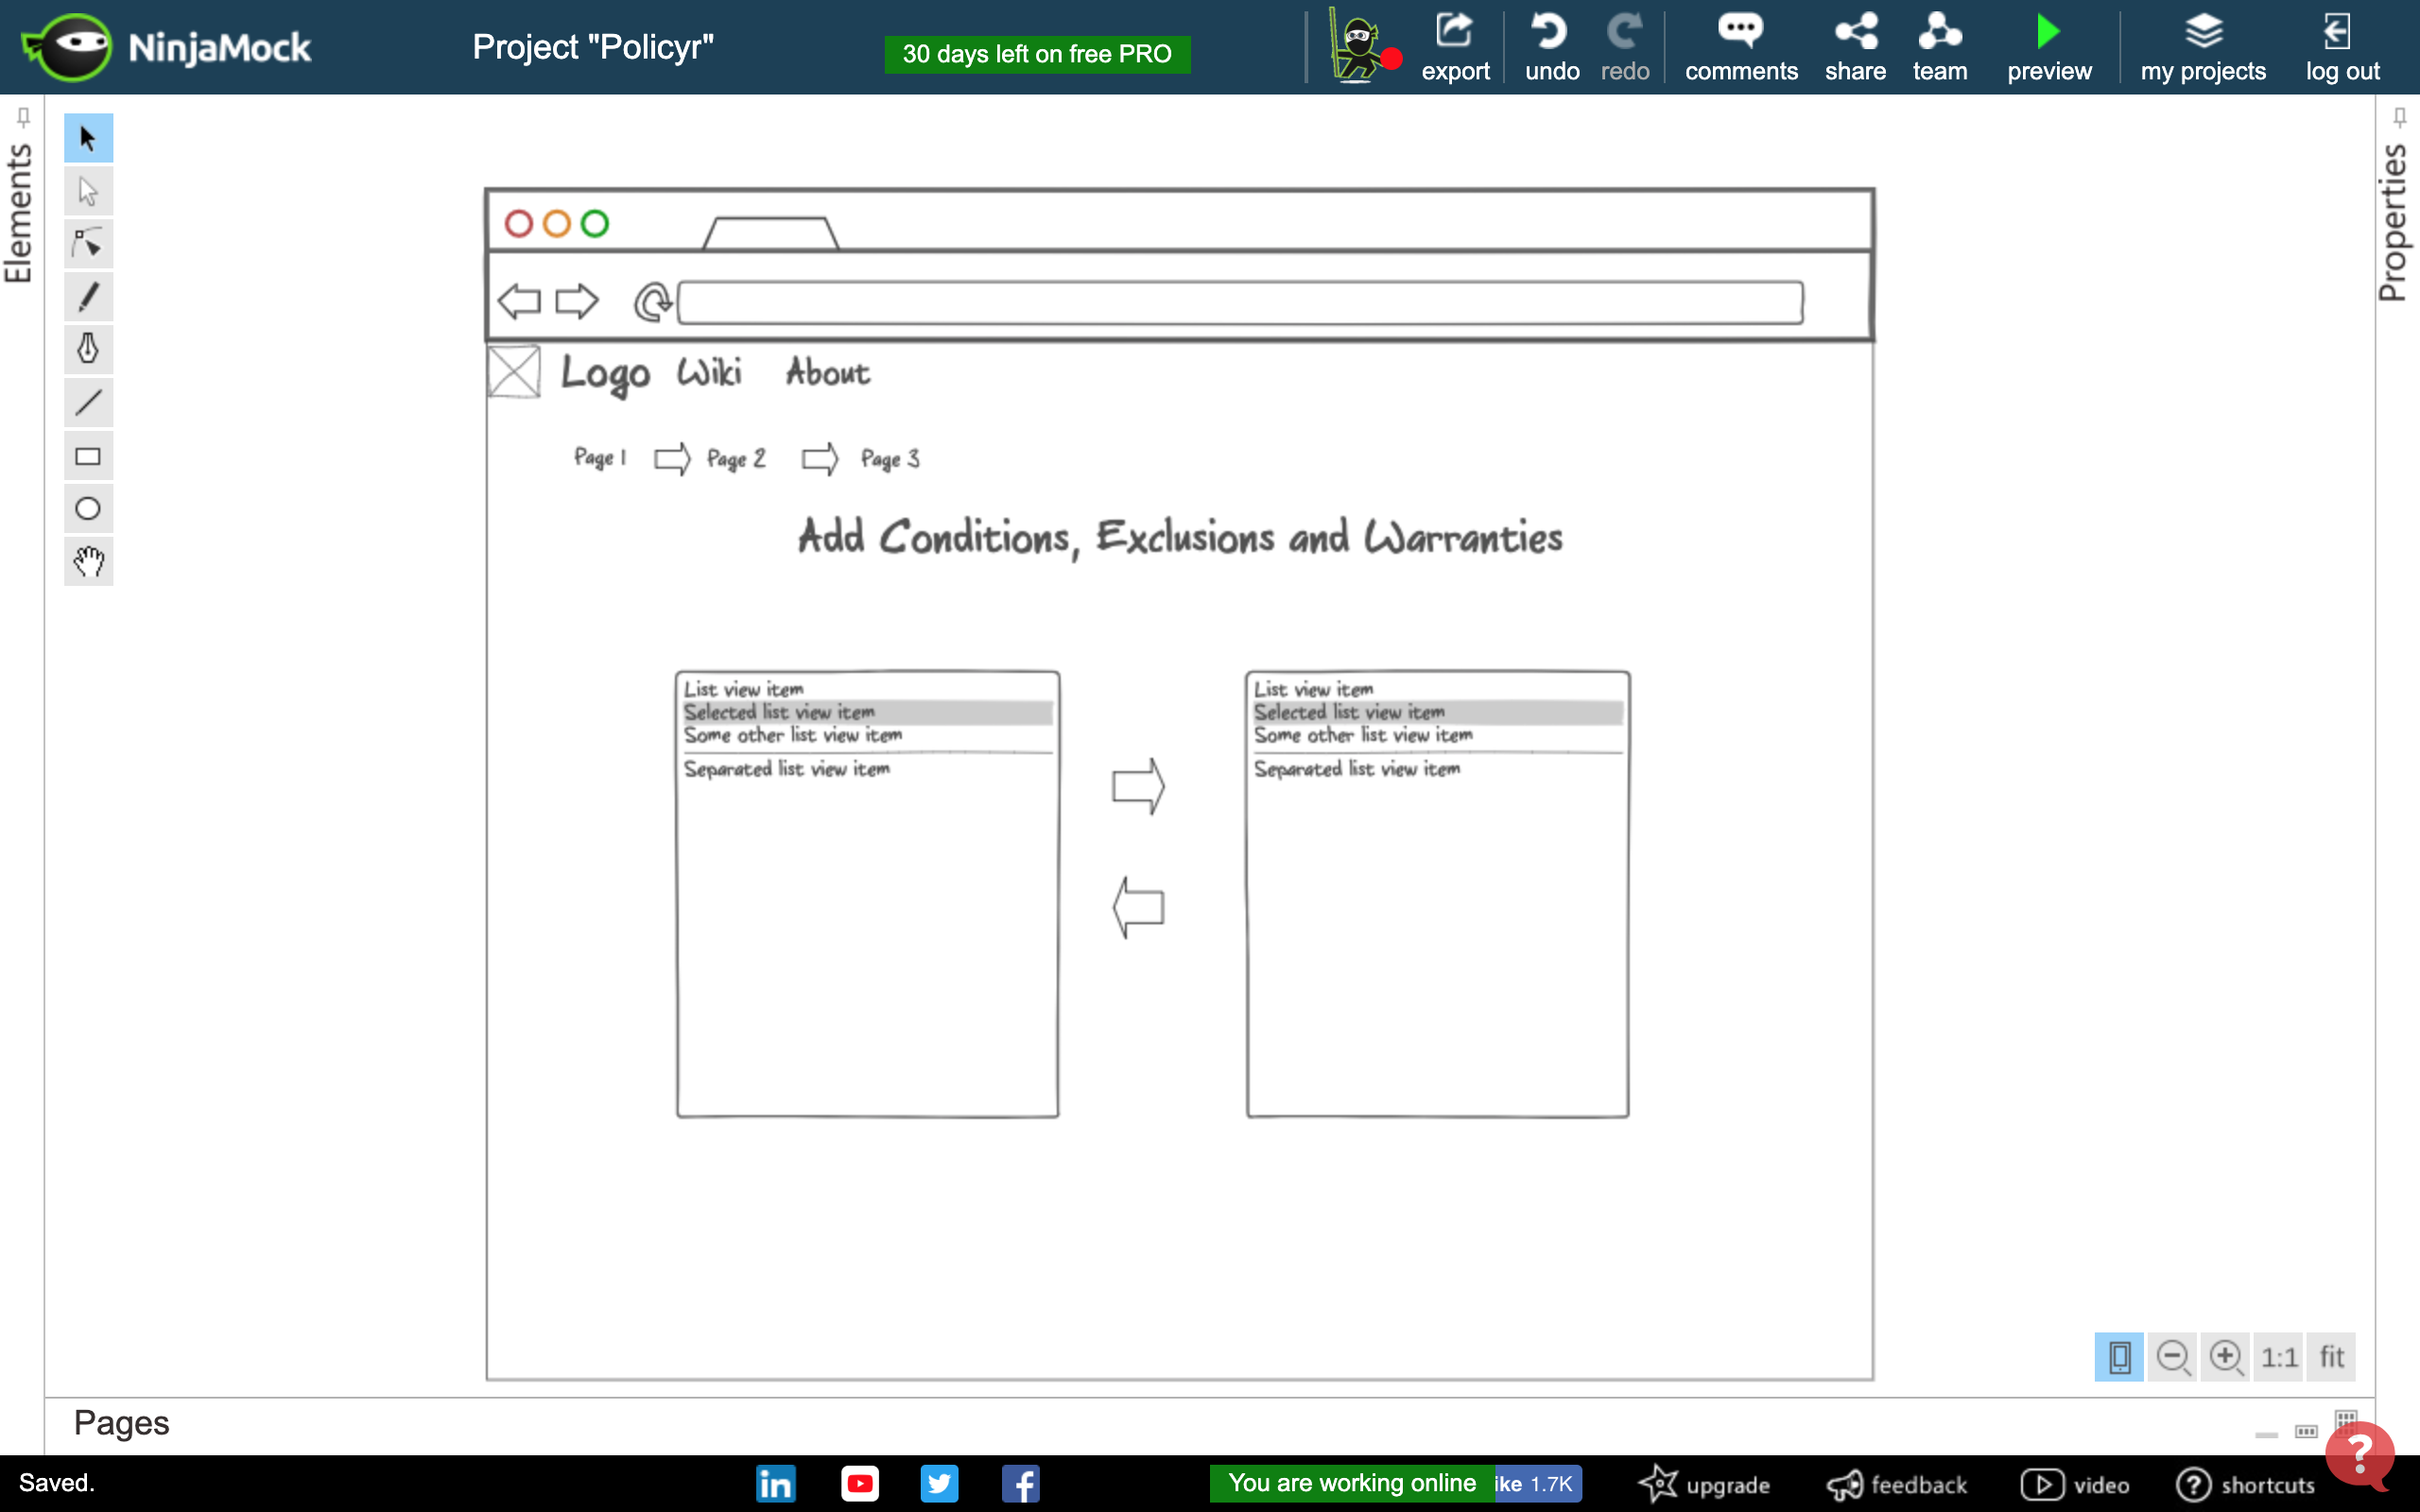 NinjaMock
Project "Policyr"
30 days left on free PRO
export
undo
redo
comments
share
team
preview
my projects
log out
Elements
Properties
Logo Wiki About
Page 1 Page 2 Page 3
Add Conditions, Exclusions and Warranties
List view item
Selected list view item
Some other list view item
Separated list view item
List view item
Selected list view item
Some other list view item
Separated list view item
1:1
fit
Pages
?
Saved.
in
f
You are working online
ike 1.7K
upgrade
feedback
video
? shortcuts